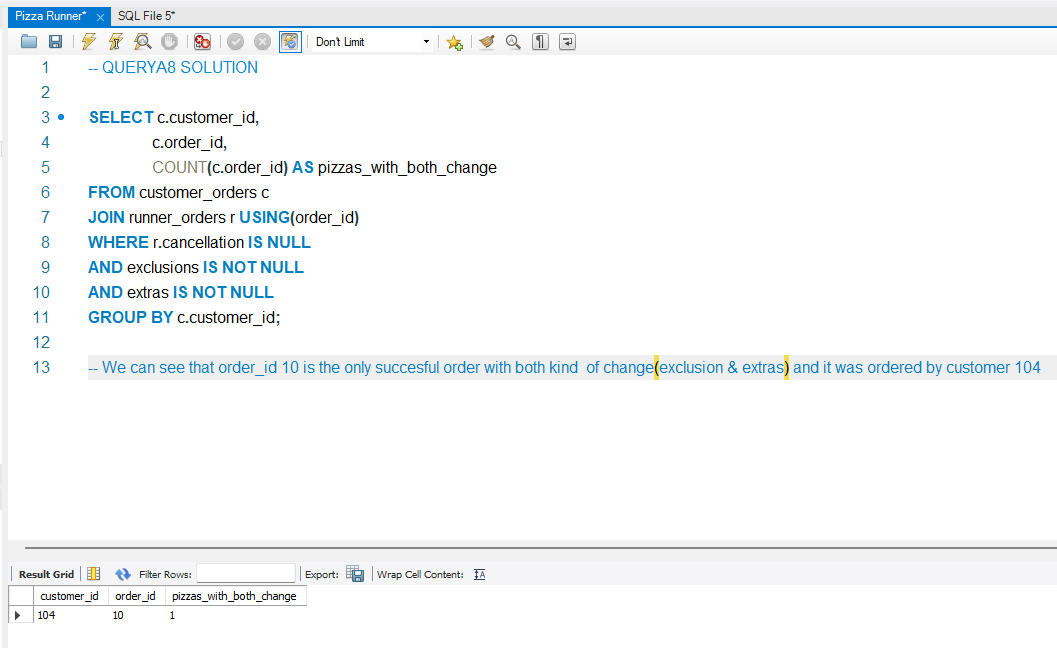 Pizza Runner* × SQL File 5*
Don't Limit
1 -- QUERYA8 SOLUTION
2
3 SELECT c.customer_id,
4 c.order_id,
5 COUNT(c.order_id) AS pizzas_with_both_change
6 FROM customer_orders c
7 JOIN runner_orders r USING(order_id)
8 WHERE r.cancellation IS NULL
9 AND exclusions IS NOT NULL
10 AND extras IS NOT NULL
11 GROUP BY c.customer_id;
12
13 -- We can see that order_id 10 is the only succesful order with both kind  of change(exclusion & extras) and it was ordered by customer 104
Result Grid Filter Rows: Export: Wrap Cell Content:
customer_id order_id pizzas_with_both_change
104 10 1